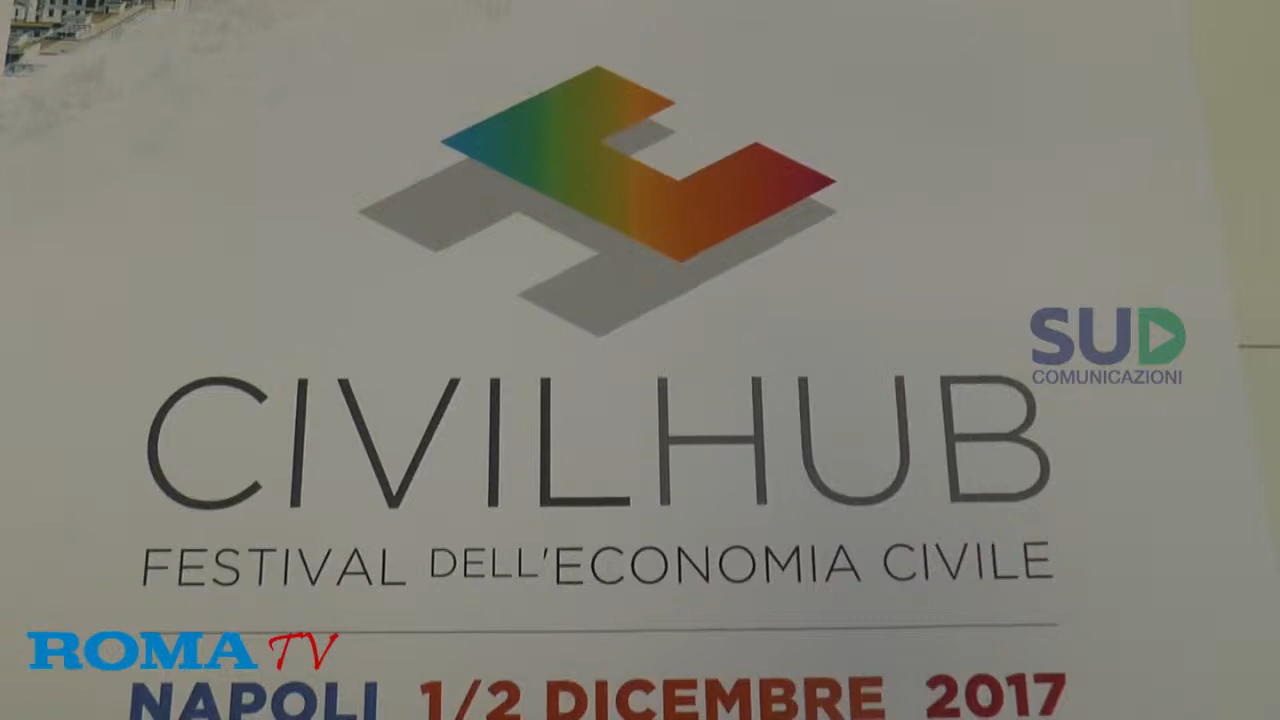 SUD
COMUNICAZIONI
CIVILHUB
FESTIVAL DELL'ECONOMIA CIVILE
ROMA TV
NAPOLI 1/2 DICEMBRE 2017